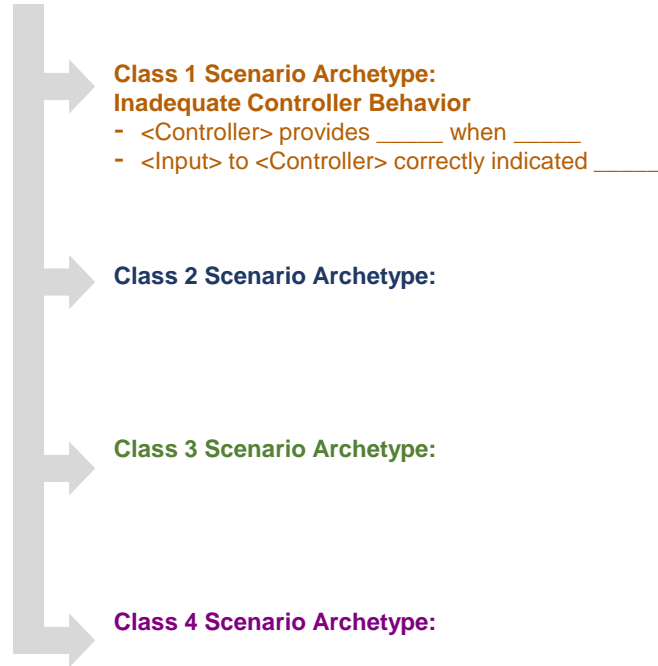 Class 1 Scenario Archetype:
Inadequate Controller Behavior
- <Controller> provides _____ when _____
- <Input> to <Controller> correctly indicated _____
Class 2 Scenario Archetype:
Class 3 Scenario Archetype:
Class 4 Scenario Archetype: